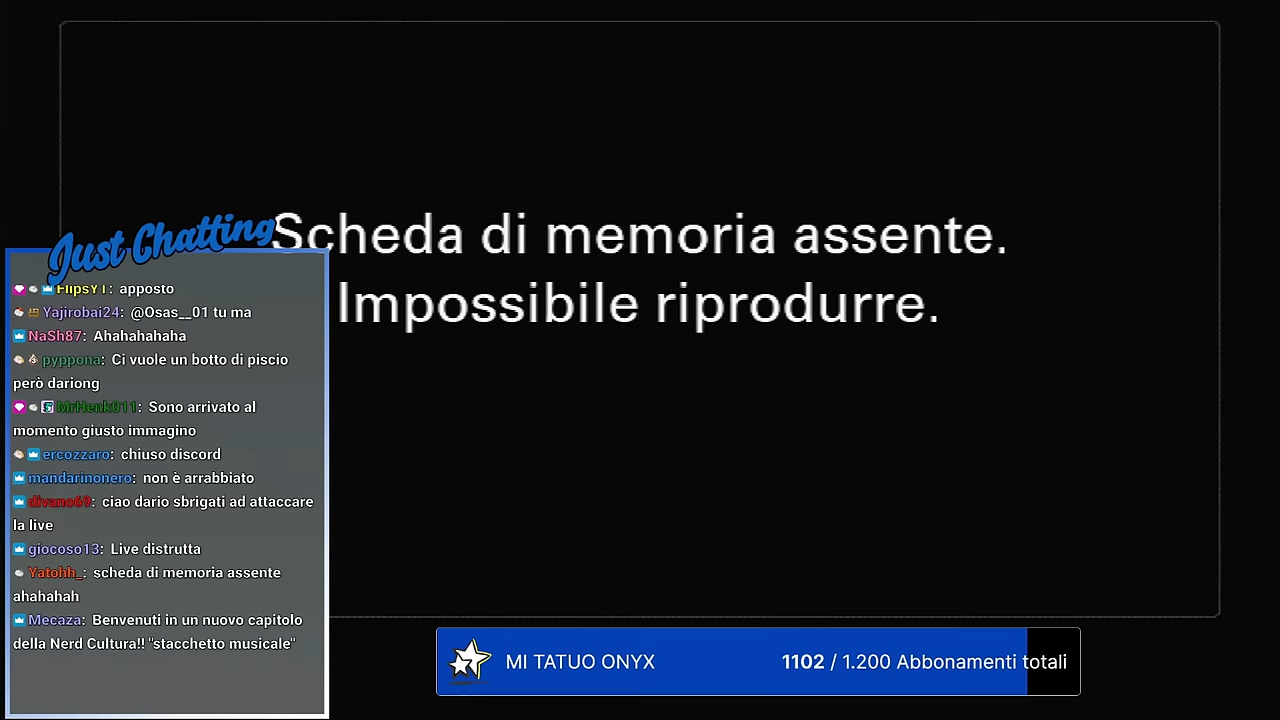 Scheda di memoria assente.
Impossibile riprodurre.
Just Chatting
FlipsYT: apposto
Yajirobai24: @Osas__01 tu ma
NaSh87: Ahahahahaha
pyppona: Ci vuole un botto di piscio
però dariong
MrHenk011: Sono arrivato al
momento giusto immagino
ercozzaro: chiuso discord
mandarinonero: non è arrabbiato
divano69: ciao dario sbrigati ad attaccare
la live
giocoso13: Live distrutta
Yatohh_: scheda di memoria assente
ahahahah
Mecaza: Benvenuti in un nuovo capitolo
della Nerd Cultura!! "stacchetto musicale"
MI TATUO ONYX 1102 / 1.200 Abbonamenti totali